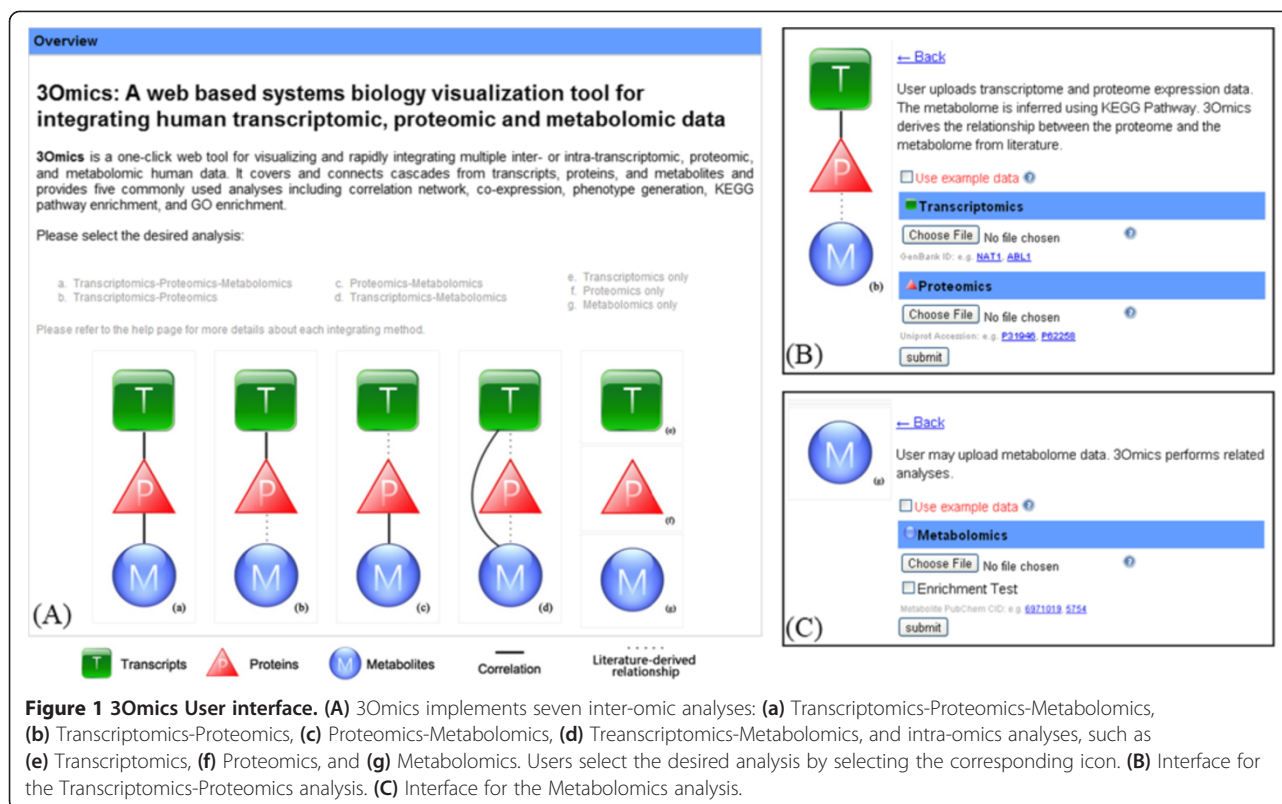 Overview
3Omics: A web based systems biology visualization tool for
integrating human transcriptomic, proteomic and metabolomic data
3Omics is a one-click web tool for visualizing and rapidly integrating multiple inter- or intra-transcriptomic, proteomic,
and metabolomic human data. It covers and connects cascades from transcripts, proteins, and metabolites and
provides five commonly used analyses including correlation network, co-expression, phenotype generation, KEGG
pathway enrichment, and GO enrichment.
Please select the desired analysis:
a. Transcriptomics-Proteomics-Metabolomics
b. Transcriptomics-Proteomics
c. Proteomics-Metabolomics
d. Transcriptomics-Metabolomics
e. Transcriptomics only
f. Proteomics only
g. Metabolomics only
Please refer to the help page for more details about each integrating method.
T
P
M
(a)
T
P
M
(b)
T
P
M
(c)
T
P
M
(d)
T
(e)
P
(f)
M
(g)
(A)
T Transcripts
P Proteins
M Metabolites
Correlation
Literature-derived
relationship
T
P
M
(b)
(B)
← Back
User uploads transcriptome and proteome expression data.
The metabolome is inferred using KEGG Pathway. 3Omics
derives the relationship between the proteome and the
metabolome from literature.
Use example data ?
Transcriptomics
Choose File No file chosen ?
GenBank ID: e.g. NAT1, ABL1
Proteomics
Choose File No file chosen ?
Uniprot Accession: e.g. P31946, P62258
submit
M
(g)
(C)
← Back
User may upload metabolome data. 3Omics performs related
analyses.
Use example data ?
Metabolomics
Choose File No file chosen ?
Enrichment Test
Metabolite PubChem CID: e.g. 6971019, 5754
submit
Figure 1 3Omics User interface. (A) 3Omics implements seven inter-omic analyses: (a) Transcriptomics-Proteomics-Metabolomics,
(b) Transcriptomics-Proteomics, (c) Proteomics-Metabolomics, (d) Treanscriptomics-Metabolomics, and intra-omics analyses, such as
(e) Transcriptomics, (f) Proteomics, and (g) Metabolomics. Users select the desired analysis by selecting the corresponding icon. (B) Interface for
the Transcriptomics-Proteomics analysis. (C) Interface for the Metabolomics analysis.